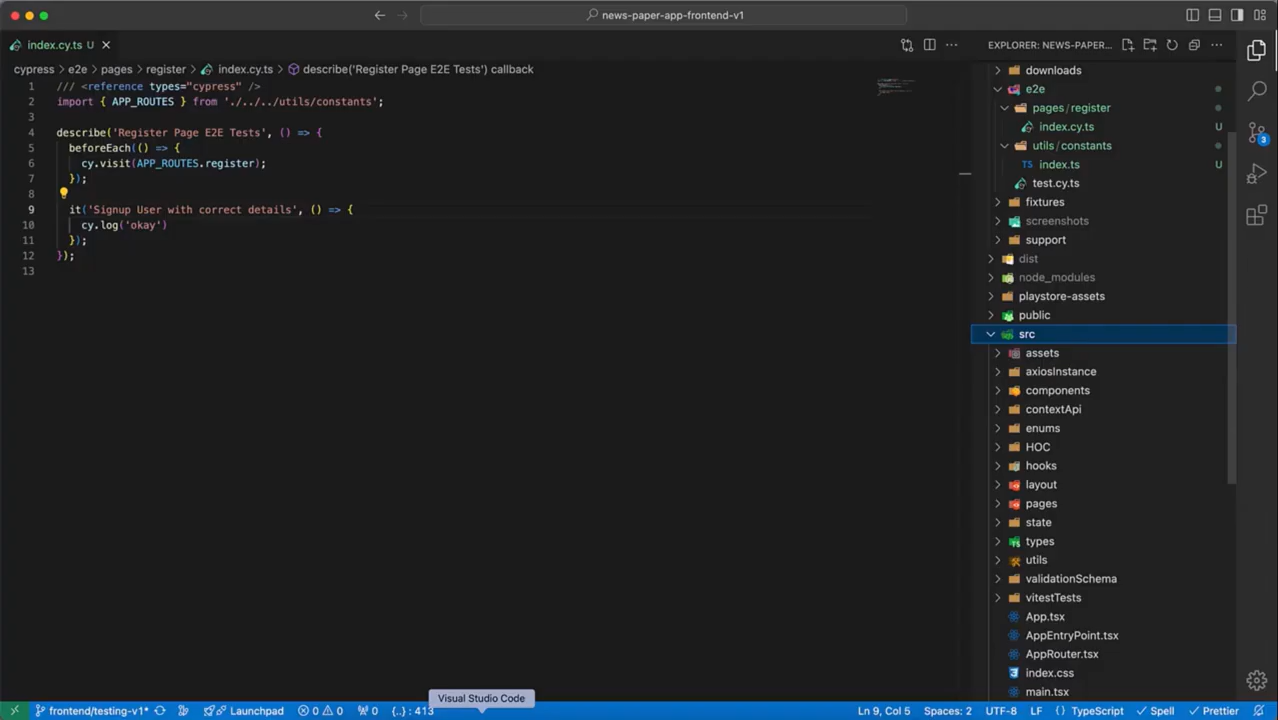 news-paper-app-frontend-v1
index.cy.ts U
EXPLORER: NEWS-PAPER...
cypress > e2e > pages > register > index.cy.ts > describe('Register Page E2E Tests') callback
1 /// <reference types="cypress" />
2 import { APP_ROUTES } from './../../utils/constants';
3
4 describe('Register Page E2E Tests', () => {
5 beforeEach(() => {
6 cy.visit(APP_ROUTES.register);
7 });
8
9 it('Signup User with correct details', () => {
10 cy.log('okay')
11 });
12 });
13
downloads
e2e
pages/register
index.cy.ts U
utils/constants
TS index.ts U
test.cy.ts
fixtures
screenshots
support
dist
node_modules
playstore-assets
public
src
assets
axiosInstance
components
contextApi
enums
HOC
hooks
layout
pages
state
types
utils
validationSchema
vitestTests
App.tsx
AppEntryPoint.tsx
AppRouter.tsx
index.css
main.tsx
3
Visual Studio Code
frontend/testing-v1* Launchpad 0 0 0 {..} : 413 Ln 9, Col 5 Spaces: 2 UTF-8 LF { } TypeScript Spell Prettier